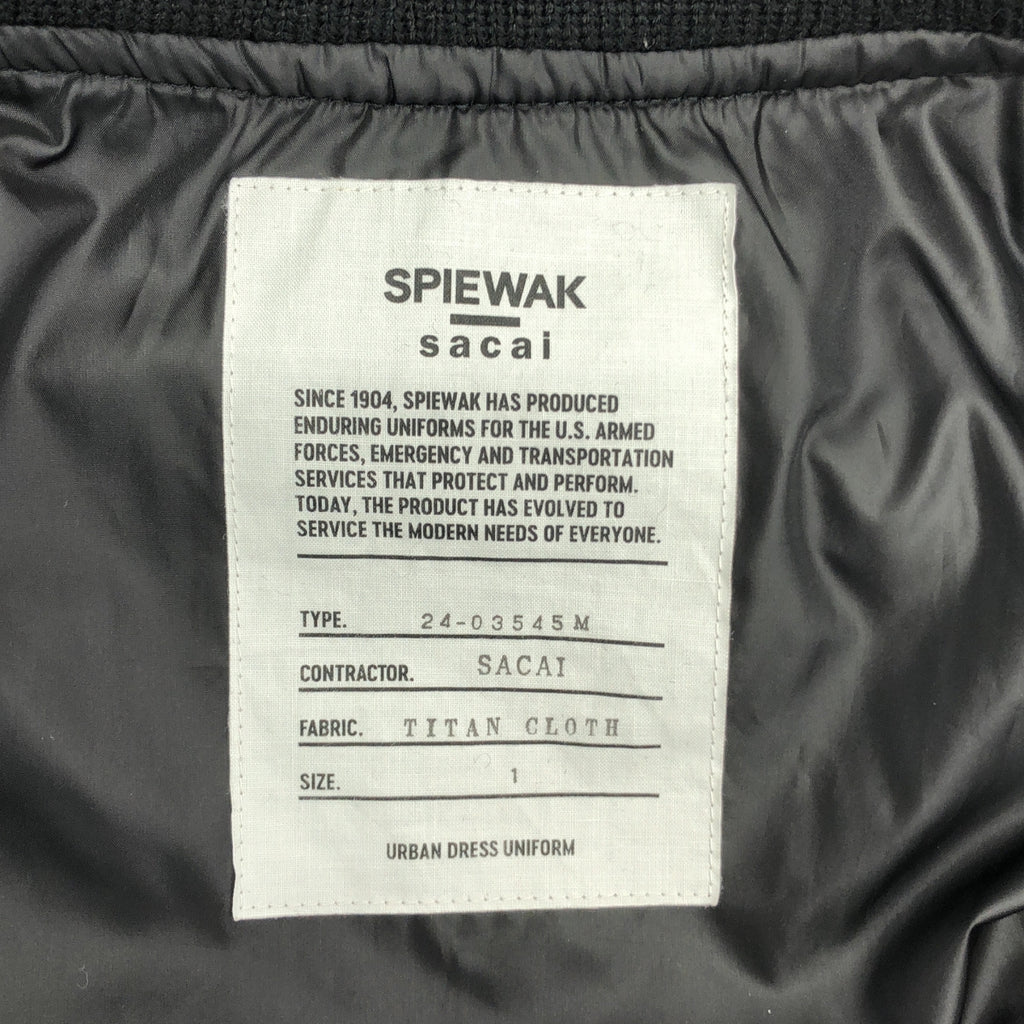 SPIEWAK
sacai
SINCE 1904, SPIEWAK HAS PRODUCED
ENDURING UNIFORMS FOR THE U.S. ARMED
FORCES, EMERGENCY AND TRANSPORTATION
SERVICES THAT PROTECT AND PERFORM.
TODAY, THE PRODUCT HAS EVOLVED TO
SERVICE THE MODERN NEEDS OF EVERYONE.
TYPE. 24-03545M
CONTRACTOR. SACAI
FABRIC. TITAN CLOTH
SIZE. 1
URBAN DRESS UNIFORM